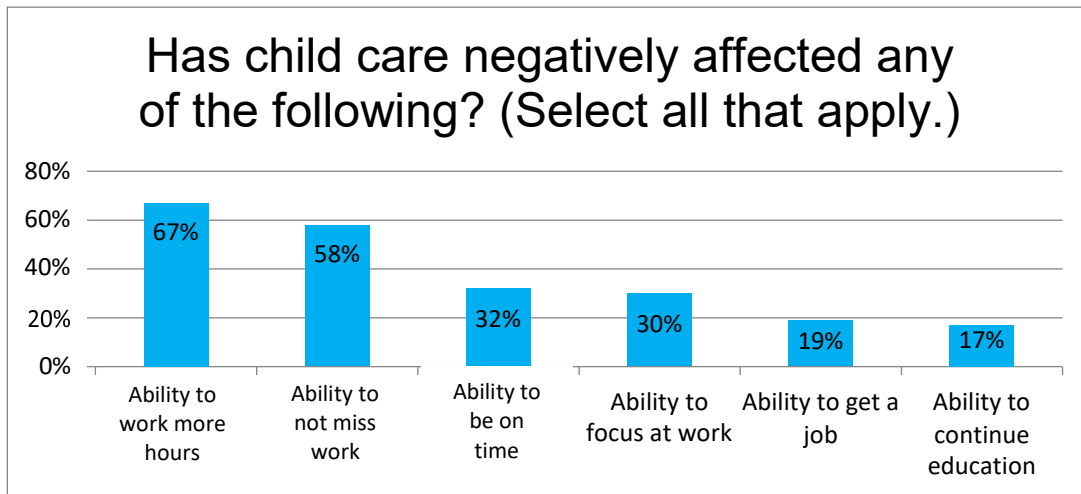 Has child care negatively affected any
of the following? (Select all that apply.)
80%
60%
40%
20%
0%
67%
58%
32%
30%
19%
17%
Ability to
work more
hours
Ability to
not miss
work
Ability to
be on
time
Ability to
focus at work
Ability to get a
job
Ability to
continue
education